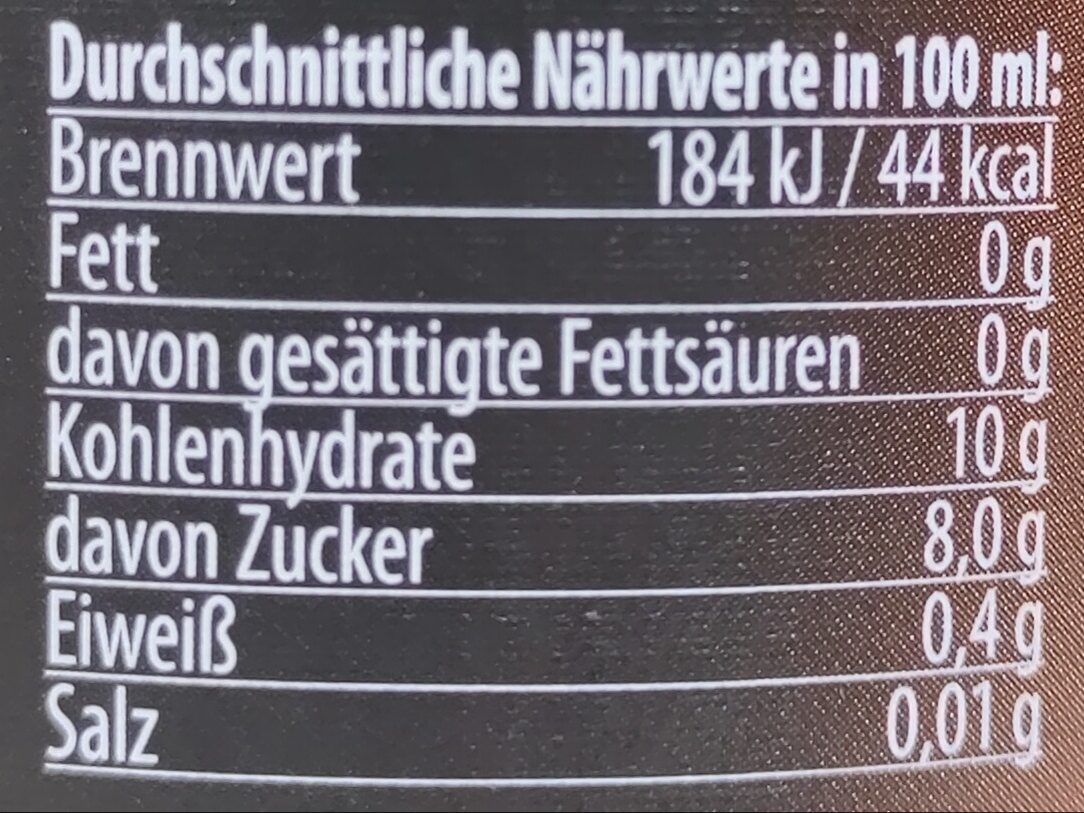 Durchschnittliche Nährwerte in 100 ml:
Brennwert 184 kJ / 44 kcal
Fett 0 g
davon gesättigte Fettsäuren 0 g
Kohlenhydrate 10 g
davon Zucker 8,0 g
Eiweiß 0,4 g
Salz 0,01 g